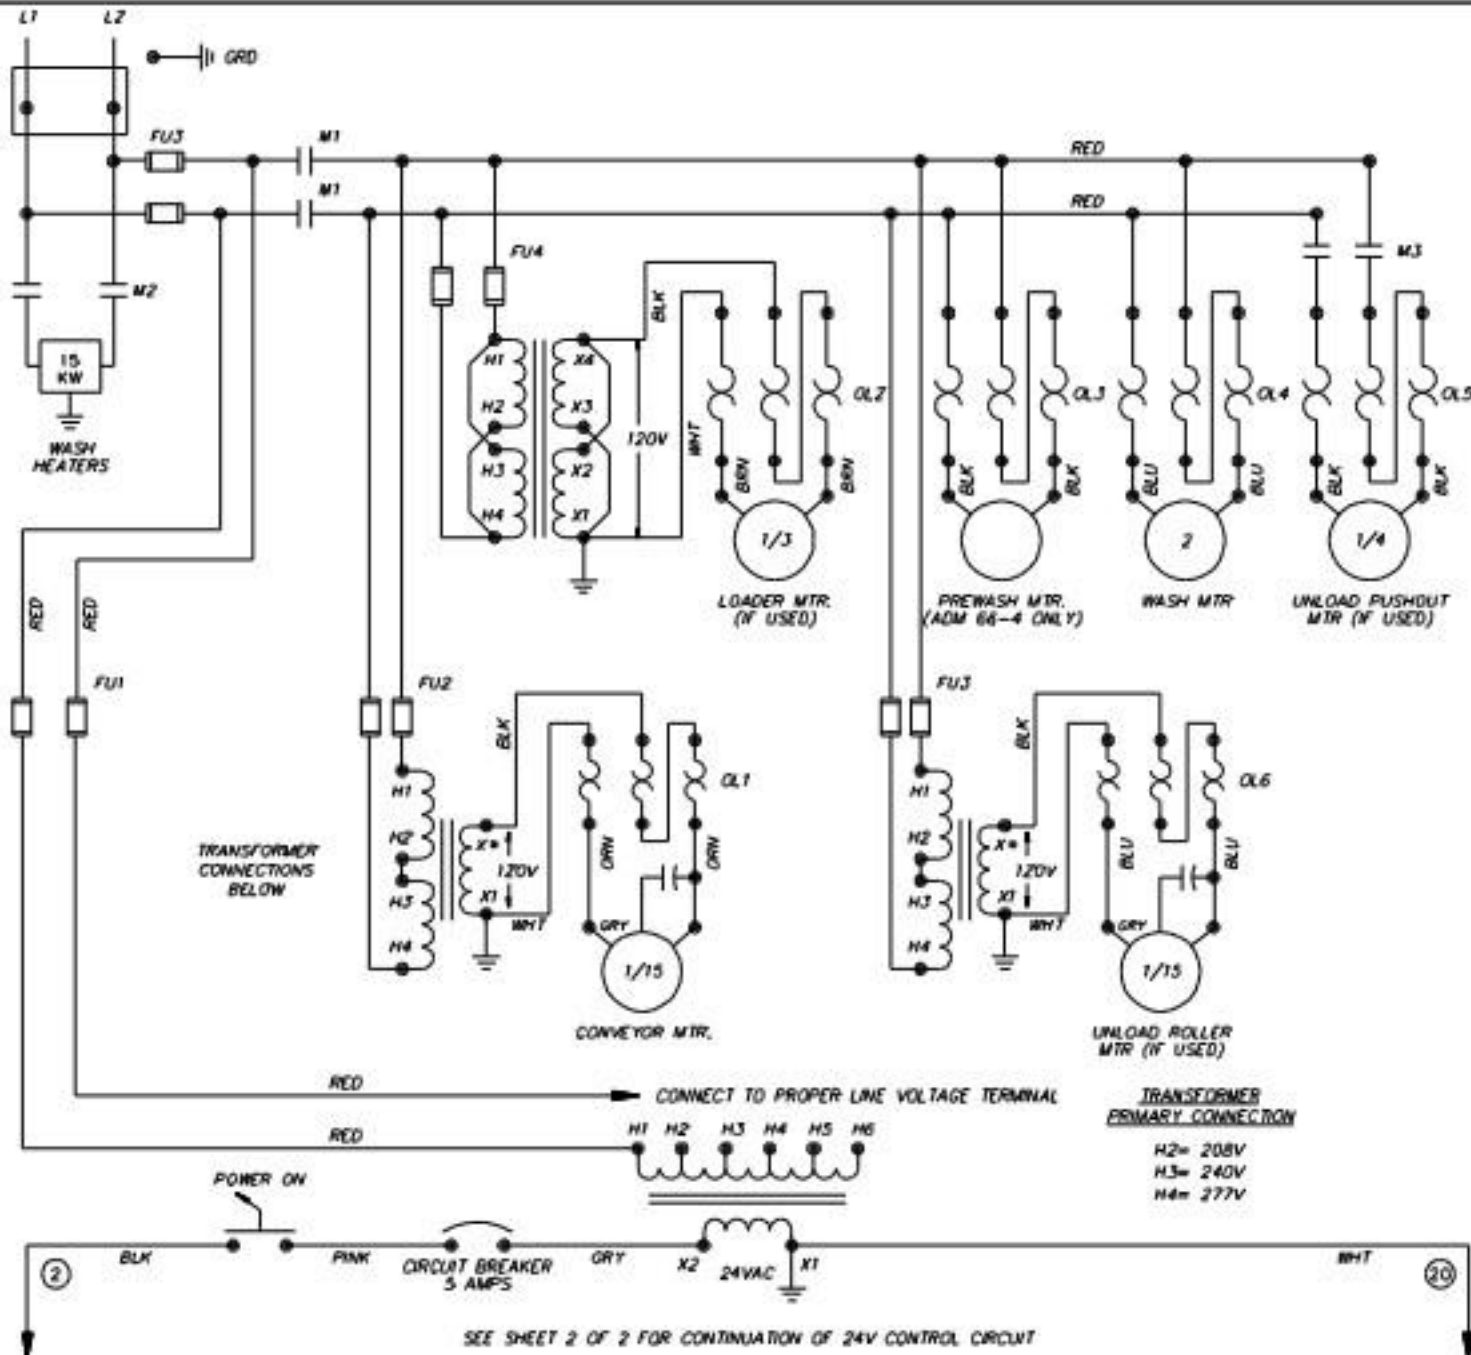 L1
L2
GRD
FU3
M1
M1
RED
RED
M2
FU4
M3
15
KW
WASH
HEATERS
H1
H2
H3
H4
X4
X3
X2
X1
120V
BLK
WHT
BRN
BRN
OL2
1/3
LOADER MTR.
(IF USED)
OL3
BLK
BLK
PREWASH MTR.
(ADM 66-4 ONLY)
OL4
BLU
BLU
2
WASH MTR
OL5
BLK
BLK
1/4
UNLOAD PUSHOUT
MTR (IF USED)
RED
RED
FU1
FU2
FU3
BLK
OL1
H1
H2
H3
H4
X*
120V
X1
WHT
ORN
ORN
GRY
1/15
CONVEYOR MTR.
BLK
OL6
H1
H2
H3
H4
X*
120V
X1
WHT
BLU
BLU
GRY
1/15
UNLOAD ROLLER
MTR (IF USED)
TRANSFORMER
CONNECTIONS
BELOW
RED
CONNECT TO PROPER LINE VOLTAGE TERMINAL
RED
H1 H2 H3 H4 H5 H6
TRANSFORMER
PRIMARY CONNECTION
H2= 208V
H3= 240V
H4= 277V
POWER ON
2
BLK
PINK
CIRCUIT BREAKER
5 AMPS
GRY
X2
24VAC
X1
WHT
20
SEE SHEET 2 OF 2 FOR CONTINUATION OF 24V CONTROL CIRCUIT